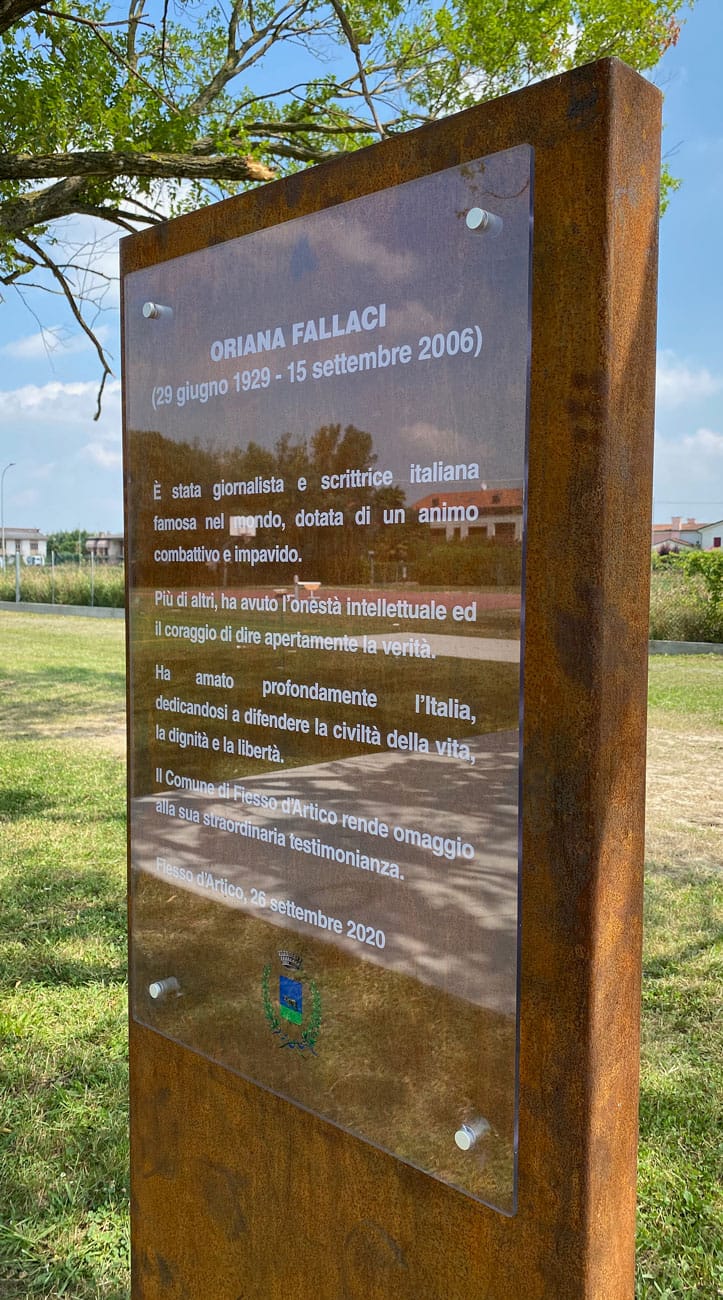 ORIANA FALLACI
(29 giugno 1929 - 15 settembre 2006)
È stata giornalista e scrittrice italiana
famosa nel mondo, dotata di un animo
combattivo e impavido.
Più di altri, ha avuto l'onestà intellettuale ed
il coraggio di dire apertamente la verità.
Ha amato profondamente l'Italia,
dedicandosi a difendere la civiltà della vita,
la dignità e la libertà.
Il Comune di Fiesso d'Artico rende omaggio
alla sua straordinaria testimonianza.
Fiesso d'Artico, 26 settembre 2020